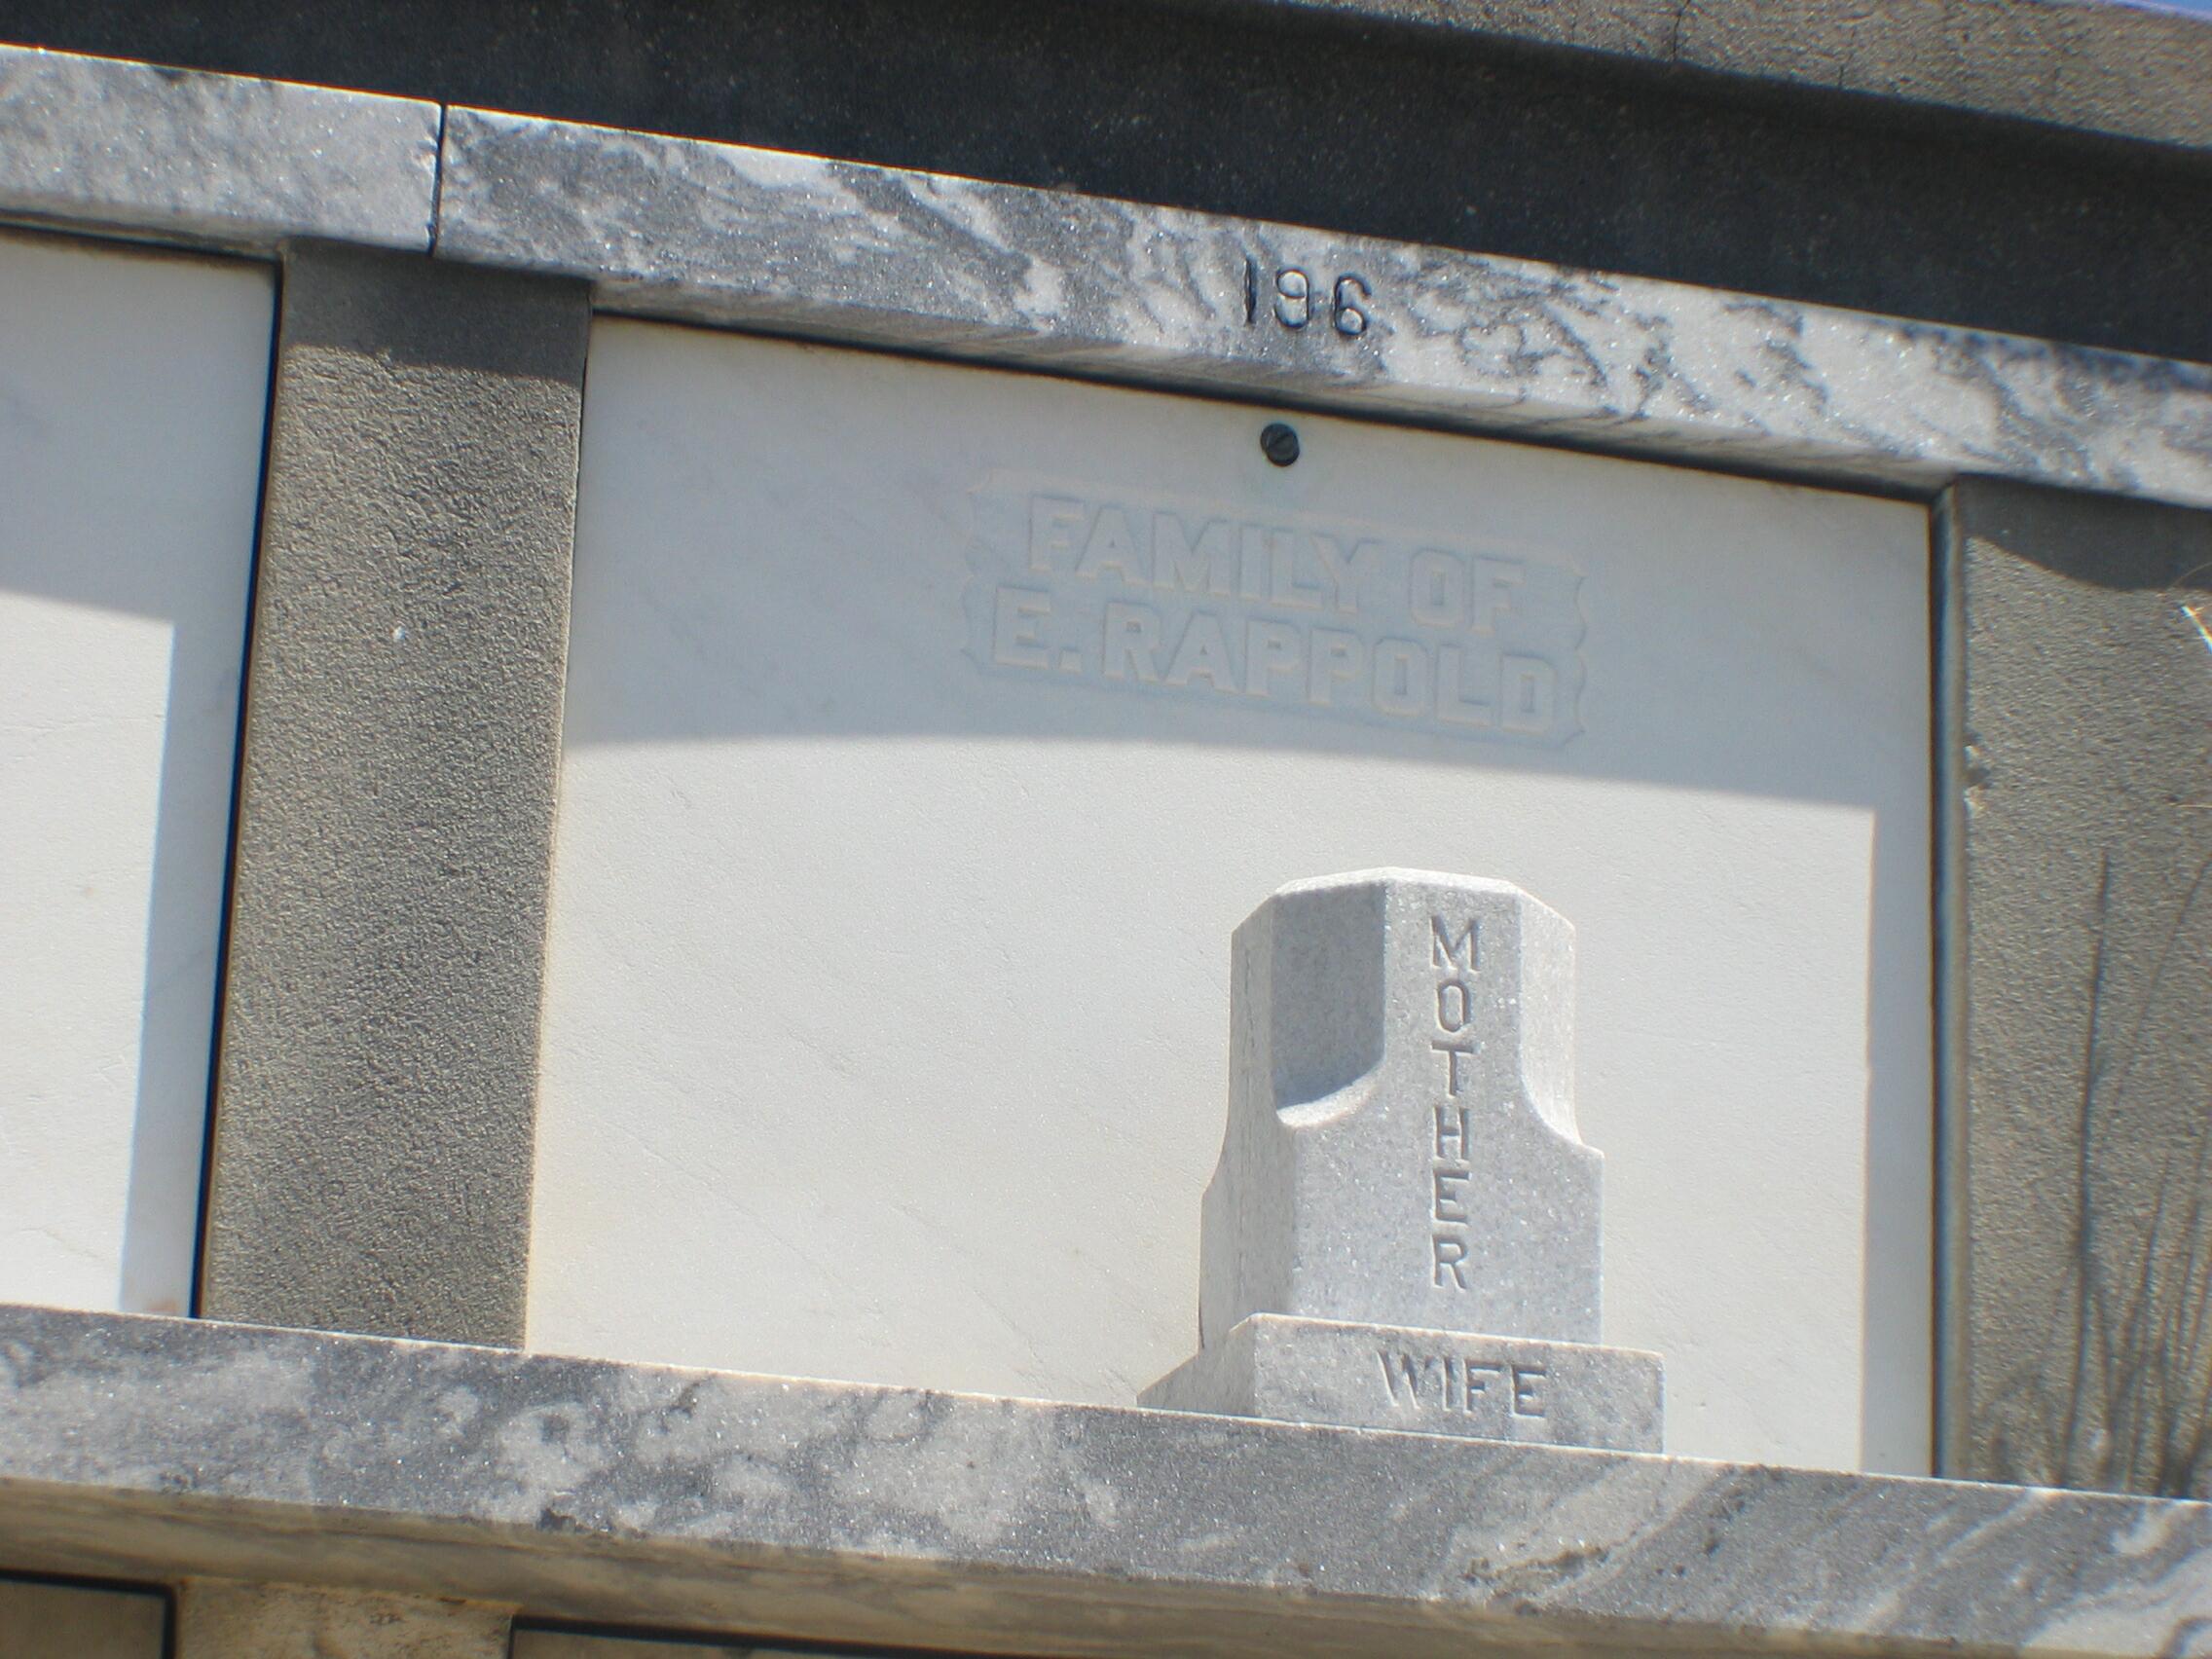 196
FAMILY OF
E. RAPPOLD
MOTHER
WIFE